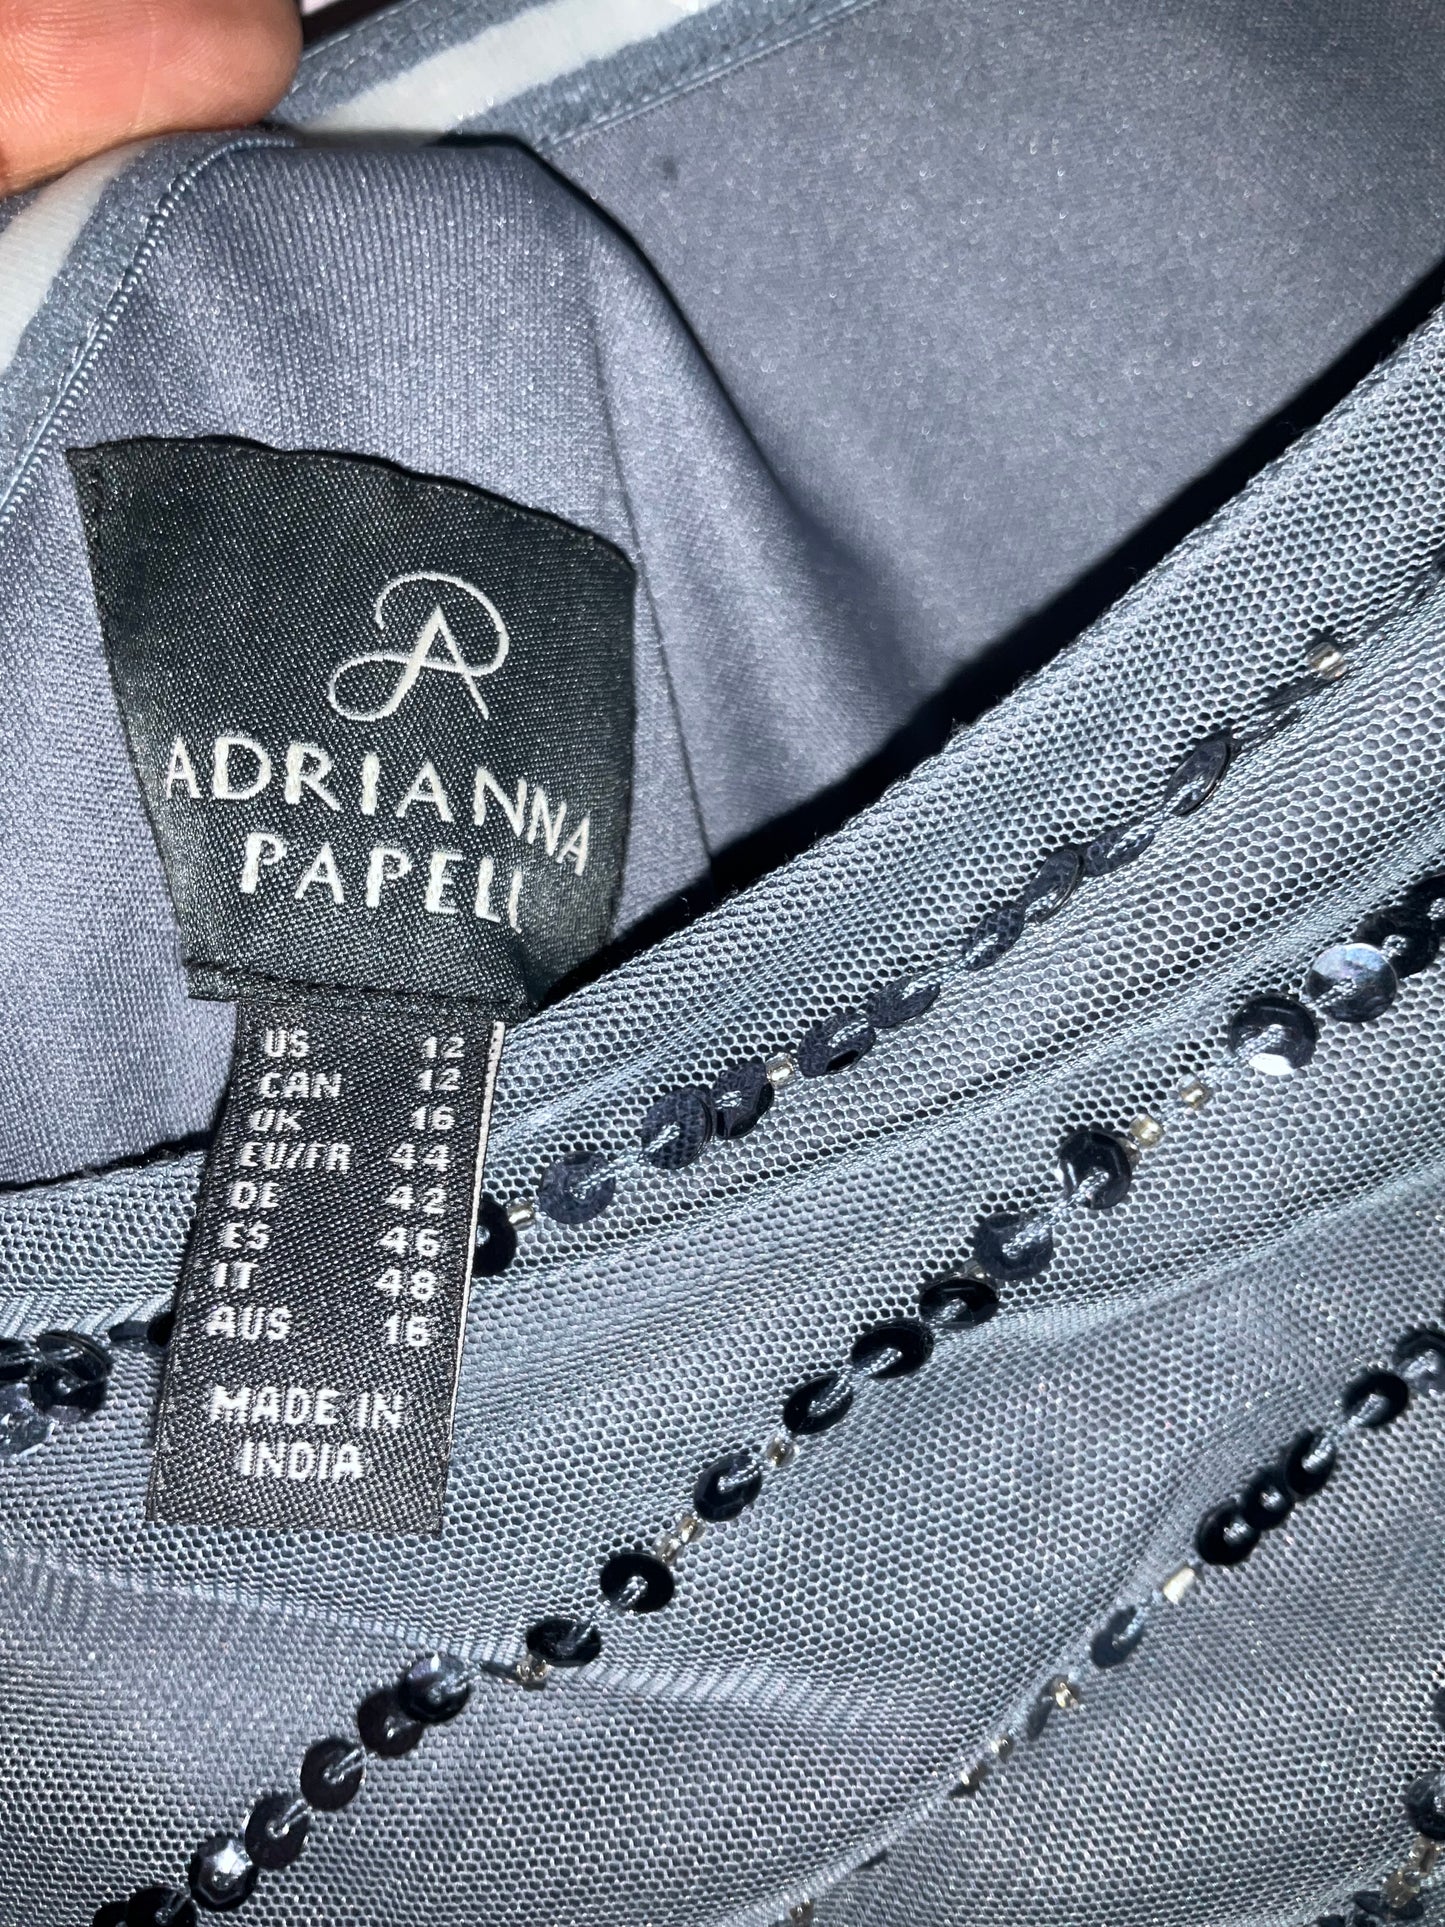 AP
ADRIANNA
PAPELL
US 12
CAN 12
UK 16
EU/FR 44
DE 42
ES 46
IT 48
AUS 16
MADE IN
INDIA